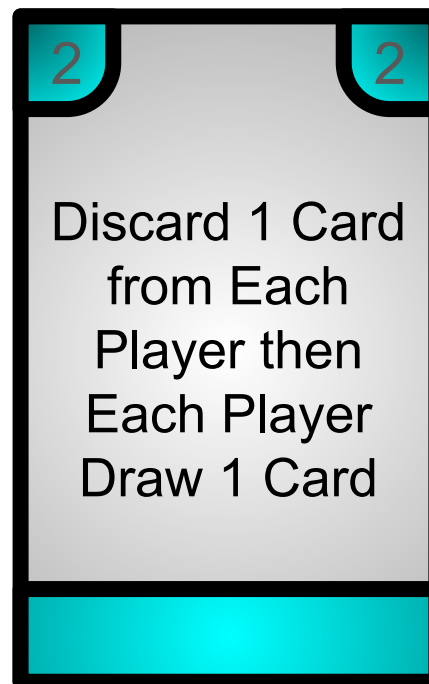 2 2
Discard 1 Card
from Each
Player then
Each Player
Draw 1 Card